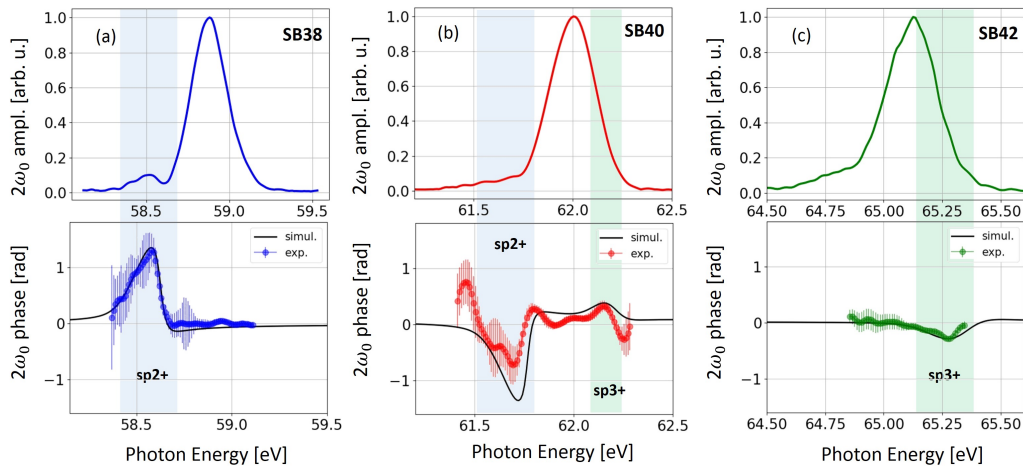 (a)
SB38
2ω₀ ampl. [arb. u.]
1.0
0.8
0.6
0.4
0.2
0.0
58.5
59.0
59.5
2ω₀ phase [rad]
1
0
−1
simul.
exp.
sp2+
58.5
59.0
59.5
Photon Energy [eV]
(b)
SB40
2ω₀ ampl. [arb. u.]
1.0
0.8
0.6
0.4
0.2
0.0
61.5
62.0
62.5
2ω₀ phase [rad]
1
0
−1
sp2+
simul.
exp.
sp3+
61.5
62.0
62.5
Photon Energy [eV]
(c)
SB42
2ω₀ ampl. [arb. u.]
1.0
0.8
0.6
0.4
0.2
0.0
64.50
64.75
65.00
65.25
65.50
2ω₀ phase [rad]
1
0
−1
simul.
exp.
sp3+
64.50
64.75
65.00
65.25
65.50
Photon Energy [eV]